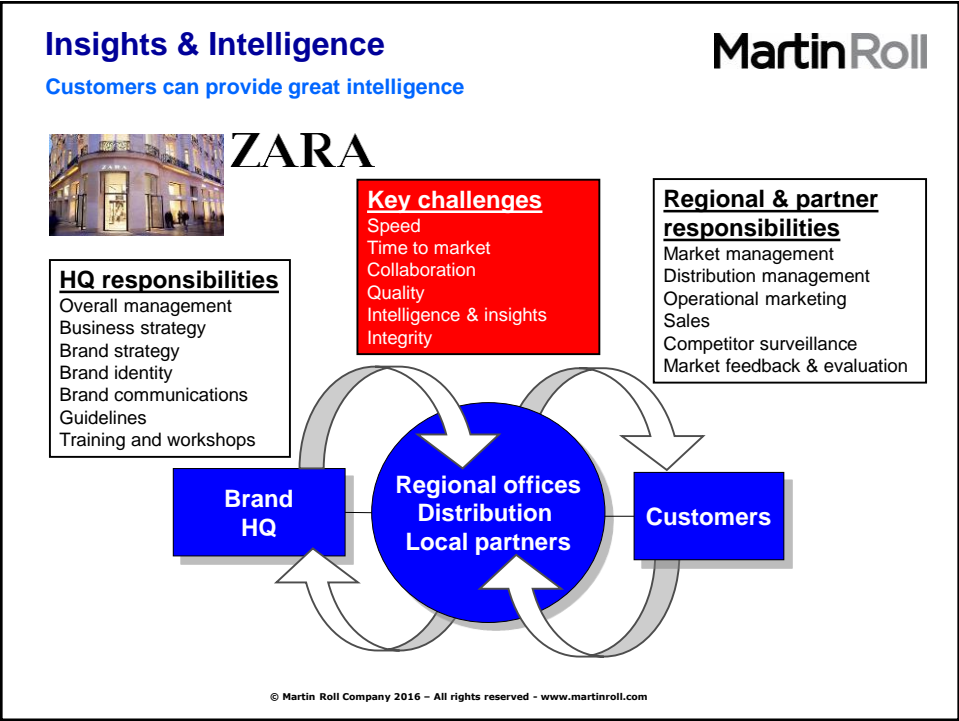 Insights & Intelligence
Customers can provide great intelligence
MartinRoll
ZARA
ZARA
Key challenges
Speed
Time to market
Collaboration
Quality
Intelligence & insights
Integrity
Regional & partner
responsibilities
Market management
Distribution management
Operational marketing
Sales
Competitor surveillance
Market feedback & evaluation
HQ responsibilities
Overall management
Business strategy
Brand strategy
Brand identity
Brand communications
Guidelines
Training and workshops
Brand
HQ
Regional offices
Distribution
Local partners
Customers
© Martin Roll Company 2016 – All rights reserved - www.martinroll.com